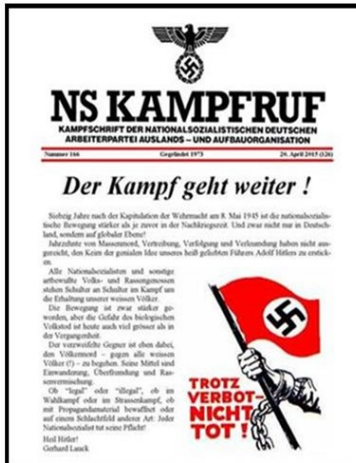 NS KAMPFRUF
KAMPFSCHRIFT DER NATIONALSOZIALISTISCHEN DEUTSCHEN
ARBEITERPARTEI AUSLANDS – UND AUFBAUORGANISATION
Nummer 166 Gegründet 1973 20. April 2015 (126)
Der Kampf geht weiter !
Siebzig Jahre nach der Kapitulation der Wehrmacht am 8. Mai 1945 ist die nationalsozialis-
tische Bewegung stärker als je zuvor in der Nachkriegszeit. Und zwar nicht nur in Deutsch-
land, sondern auf globaler Ebene!
Jahrzehnte von Massenmord, Vertreibung, Verfolgung und Verleumdung haben nicht aus-
gereicht, den Keim der genialen Idee unseres heiß geliebten Führers Adolf Hitlers zu erstick-
en.
Alle Nationalsozialisten und sonstige
artbewußte Volks- und Rassengenossen
stehen Schulter an Schulter im Kampf um
die Erhaltung unserer weissen Völker.
Die Bewegung ist zwar stärker ge-
worden, aber die Gefahr des biologischen
Volkstod ist heute auch viel grösser als in
der Vergangenheit.
Der verzweifelte Gegner ist eben dabei,
den Völkermord – gegen alle weissen
Völker (!) – zu begehen. Seine Mittel sind
Einwanderung, Überfremdung und Ras-
senvermischung.
Ob "legal" oder "illegal", ob im
Wahlkampf oder im Strassenkampf, ob
mit Propagandamaterial bewaffnet oder
auf einem Schlachtfeld anderer Art: Jeder
Nationalsozialist tut seine Pflicht!
Heil Hitler!
Gerhard Lauck
TROTZ
VERBOT
NICHT
TOT !